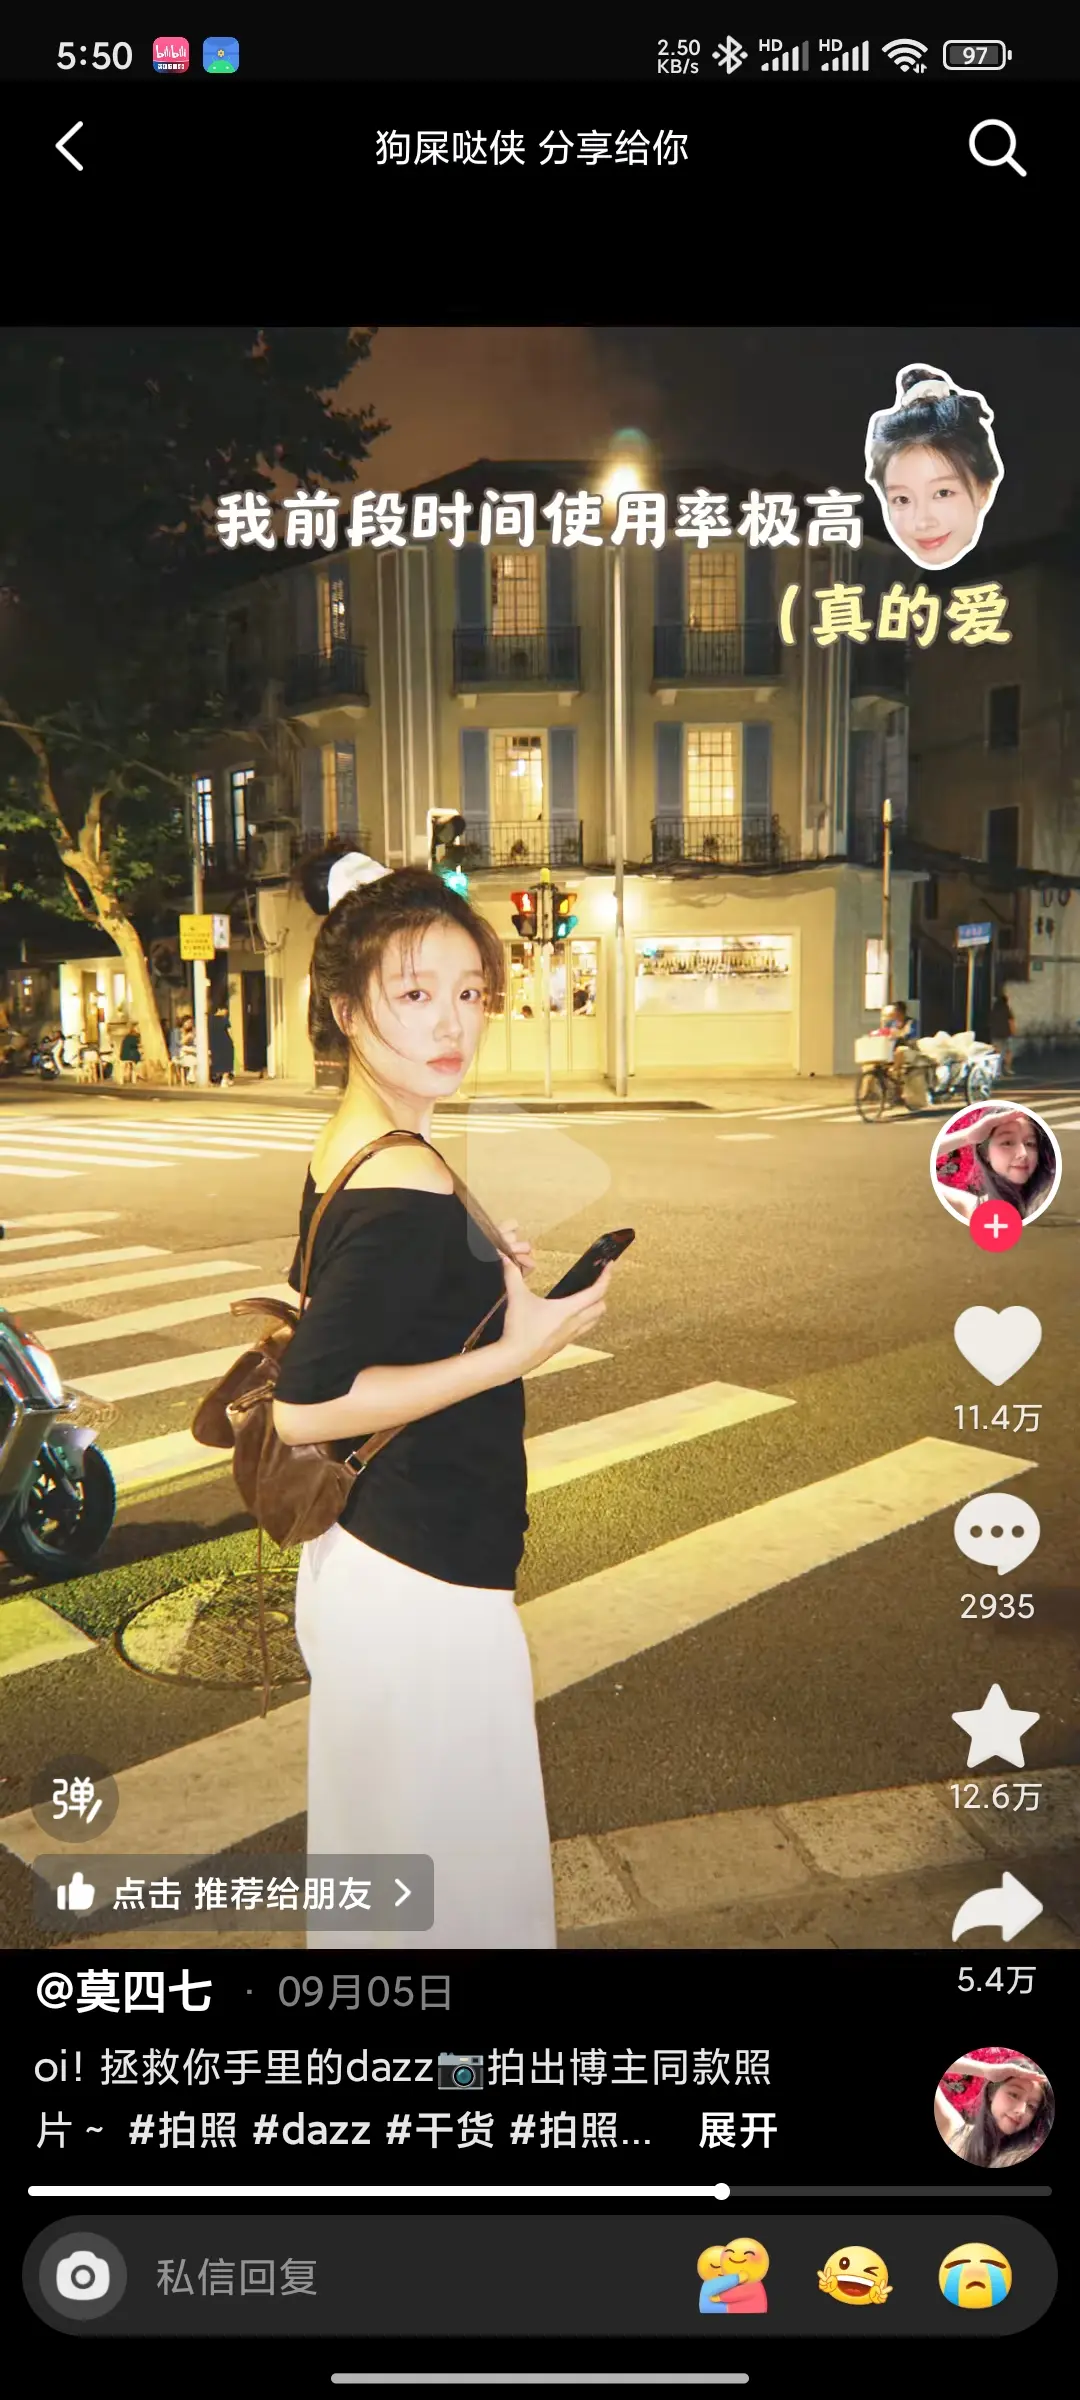 5:50
bilibili
2.50
KB/s
HD
HD
97
狗屎哒侠 分享给你
我前段时间使用率极高
（真的爱
11.4万
2935
12.6万
弹
点击 推荐给朋友
5.4万
@莫四七 · 09月05日
oi! 拯救你手里的dazz📷拍出博主同款照
片～ #拍照 #dazz #干货 #拍照... 展开
私信回复